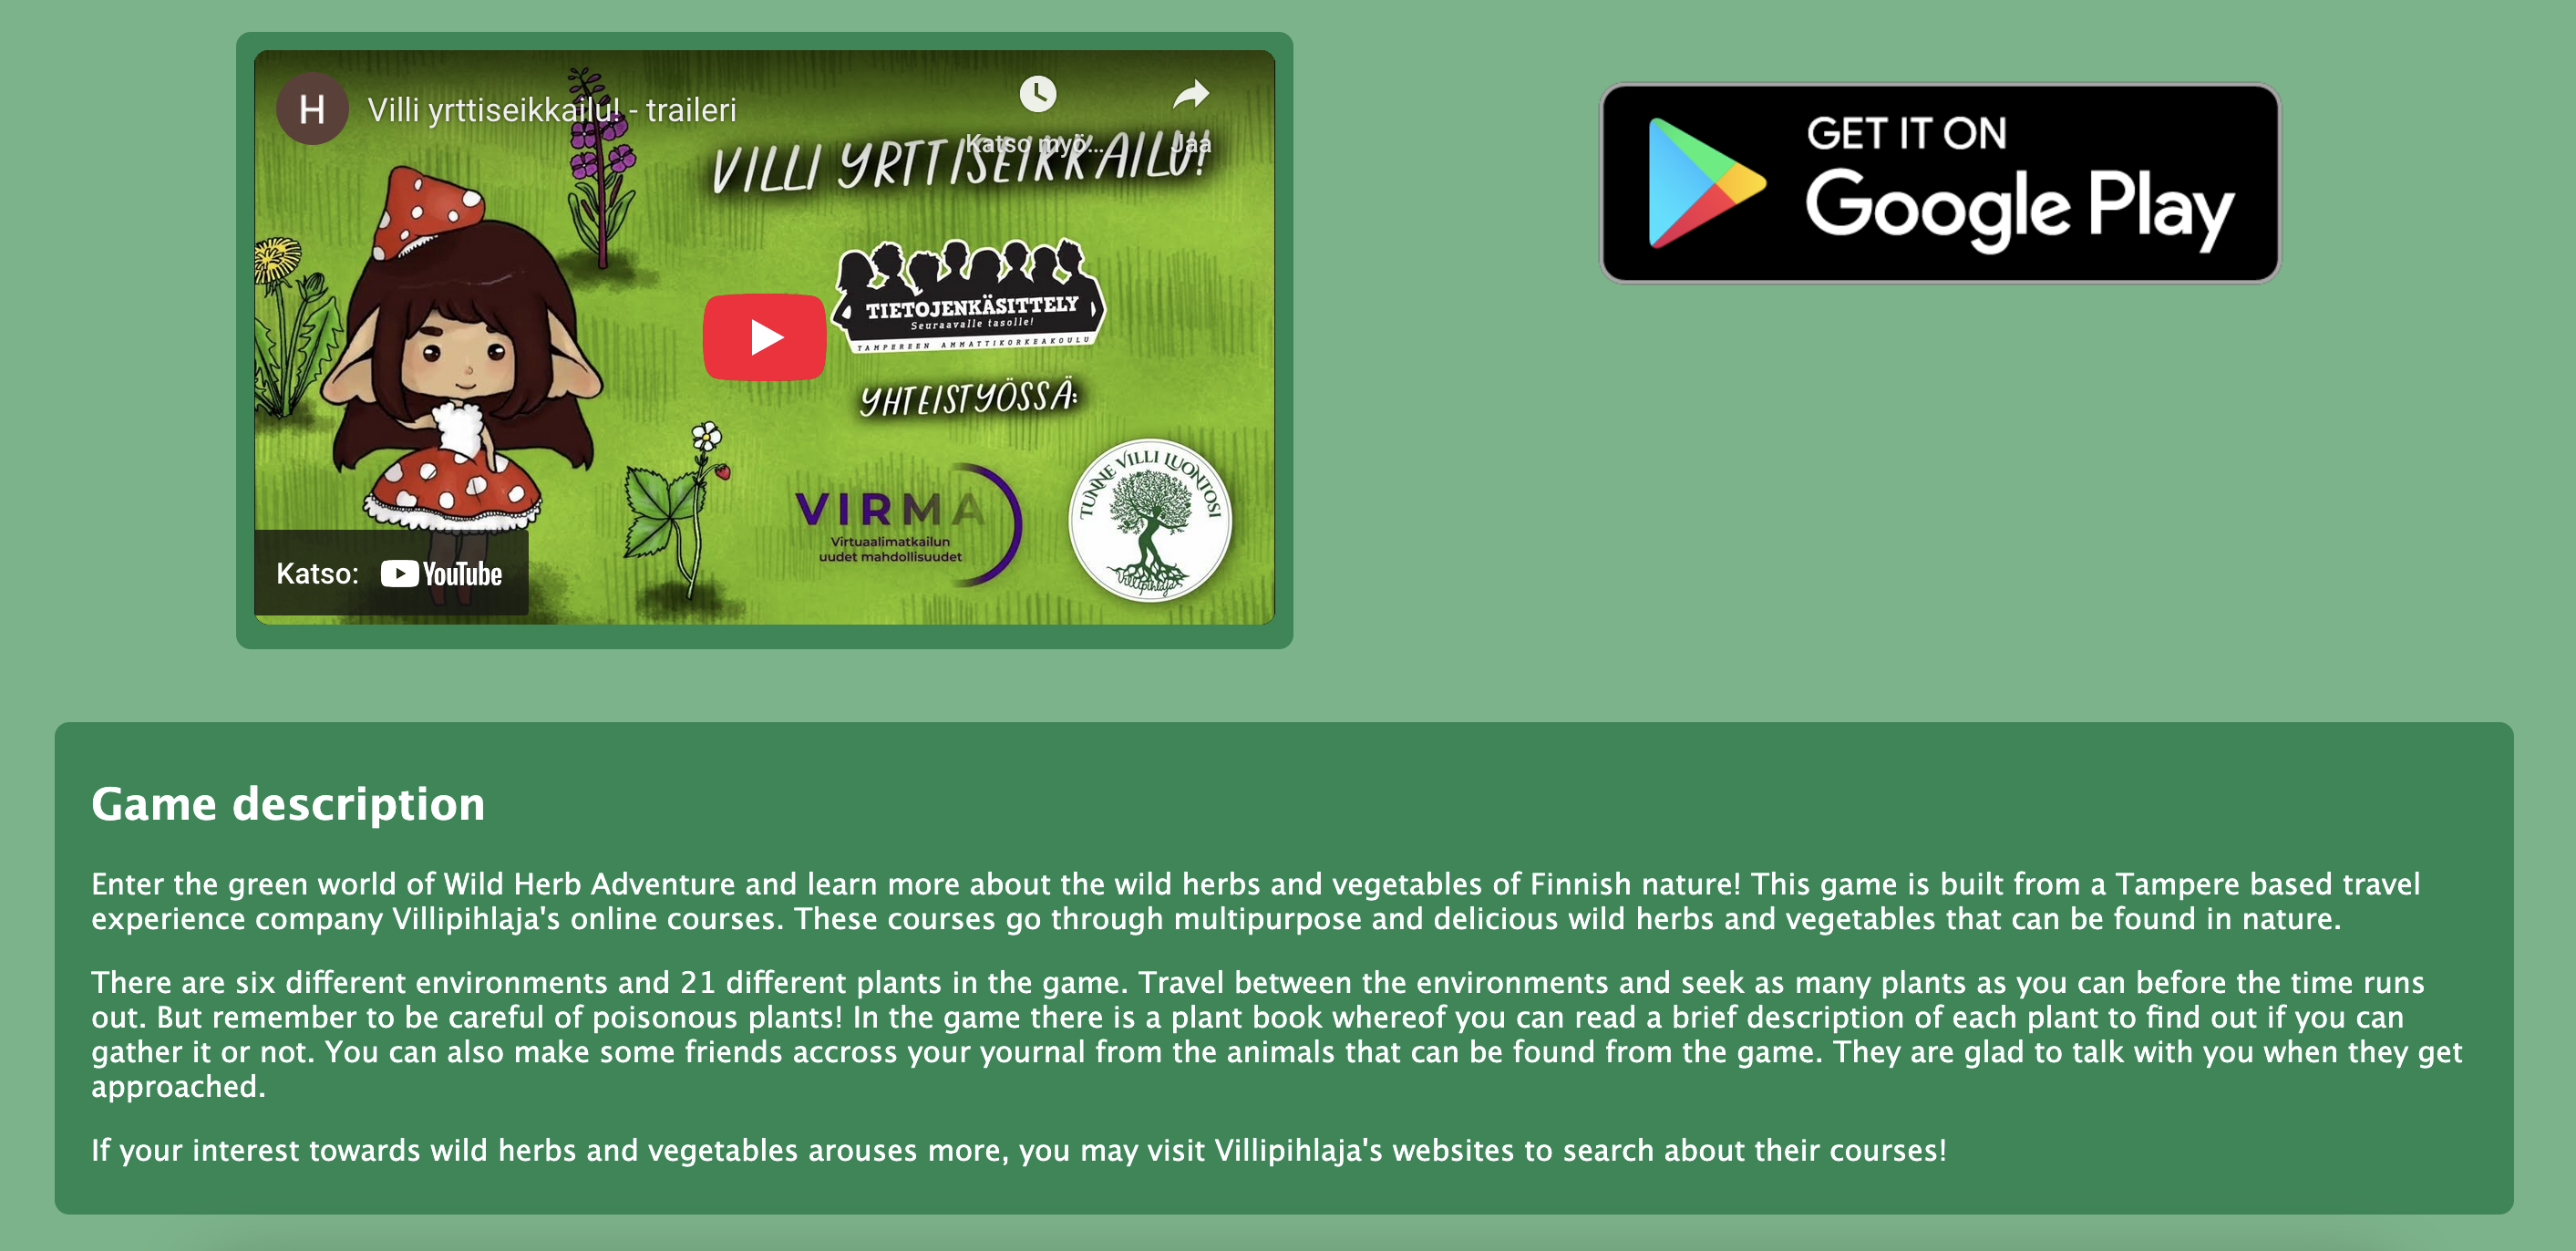 H
Villi yrttiseikkailu! - traileri
Katso myö...
Jaa
VILLI YRTTISEIKKAILU!
TIETOJENKÄSITTELY
Seuraavalle tasolle!
TAMPEREEN AMMATTIKORKEAKOULU
YHTEISTYÖSSÄ:
VIRMA
Virtuaalimatkailun
uudet mahdollisuudet
TUNNE VILLI LUONTOSI
Villipihlaja
Katso: YouTube
GET IT ON
Google Play
Game description
Enter the green world of Wild Herb Adventure and learn more about the wild herbs and vegetables of Finnish nature! This game is built from a Tampere based travel
experience company Villipihlaja's online courses. These courses go through multipurpose and delicious wild herbs and vegetables that can be found in nature.
There are six different environments and 21 different plants in the game. Travel between the environments and seek as many plants as you can before the time runs
out. But remember to be careful of poisonous plants! In the game there is a plant book whereof you can read a brief description of each plant to find out if you can
gather it or not. You can also make some friends accross your yournal from the animals that can be found from the game. They are glad to talk with you when they get
approached.
If your interest towards wild herbs and vegetables arouses more, you may visit Villipihlaja's websites to search about their courses!